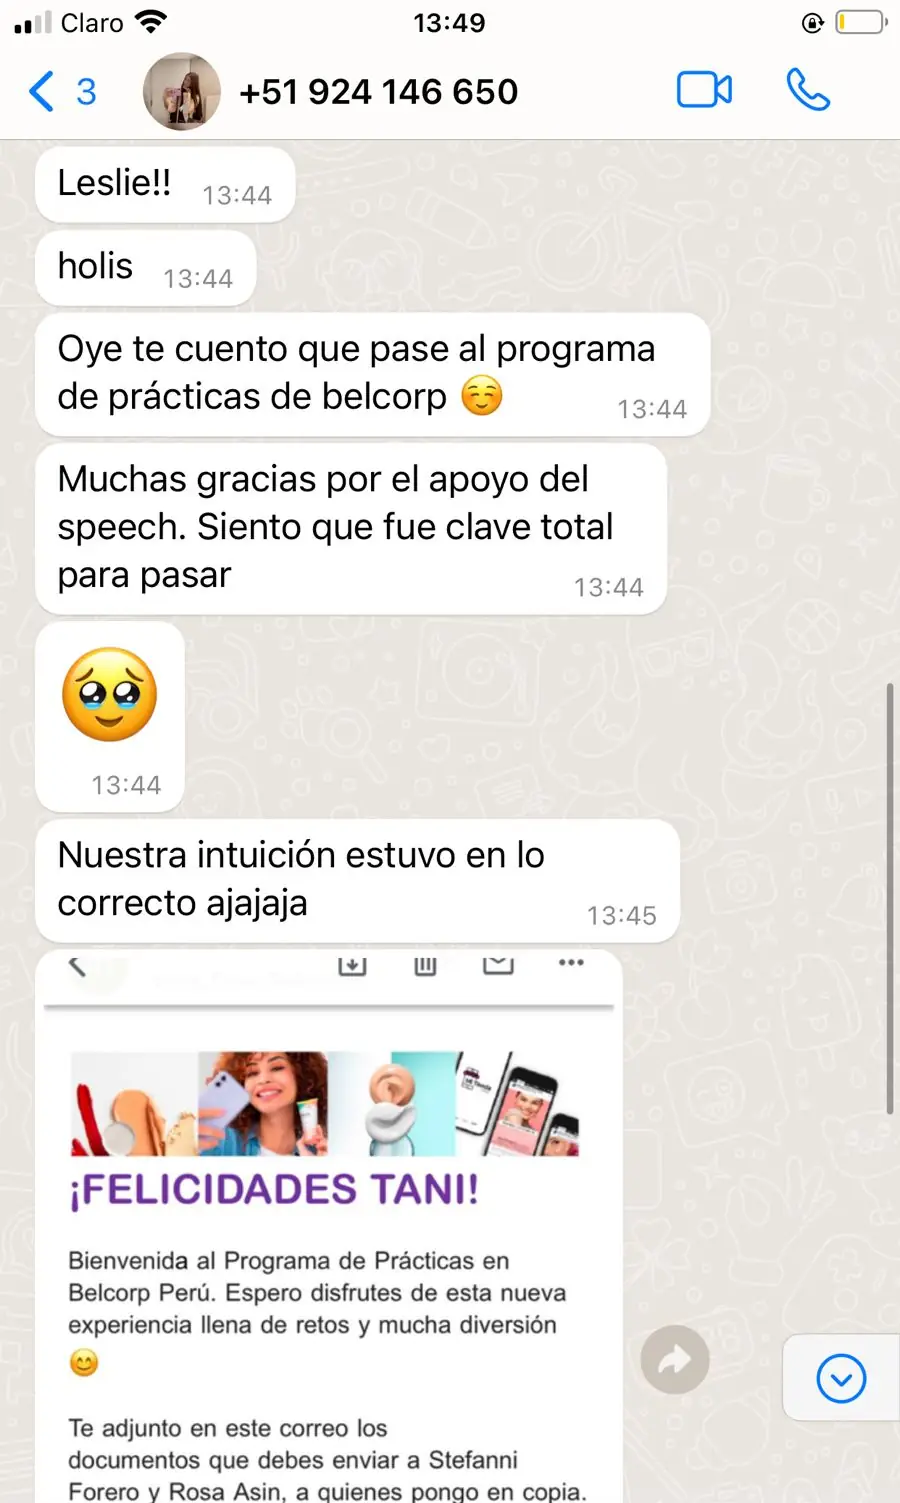 Claro
13:49
3
+51 924 146 650
Leslie!!
13:44
holis
13:44
Oye te cuento que pase al programa
de prácticas de belcorp ☺️
13:44
Muchas gracias por el apoyo del
speech. Siento que fue clave total
para pasar
13:44
🥹
13:44
Nuestra intuición estuvo en lo
correcto ajajaja
13:45
¡FELICIDADES TANI!
Bienvenida al Programa de Prácticas en
Belcorp Perú. Espero disfrutes de esta nueva
experiencia llena de retos y mucha diversión
😊
Te adjunto en este correo los
documentos que debes enviar a Stefanni
Forero y Rosa Asin, a quienes pongo en copia.